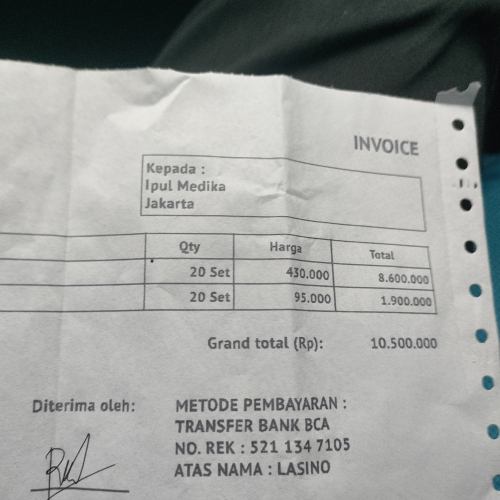 INVOICE
Kepada :
Ipul Medika
Jakarta
Qty Harga Total
20 Set 430.000 8.600.000
20 Set 95.000 1.900.000
Grand total (Rp): 10.500.000
Diterima oleh:
METODE PEMBAYARAN :
TRANSFER BANK BCA
NO. REK : 521 134 7105
ATAS NAMA : LASINO